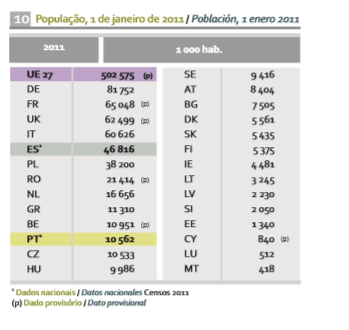 10 População, 1 de janeiro de 2011 / Población, 1 enero 2011
2011 1 000 hab.
UE 27 502 575 (p) SE 9 416
DE 81 752 AT 8 404
FR 65 048 (p) BG 7 505
UK 62 499 (p) DK 5 561
IT 60 626 SK 5 435
ES* 46 816 FI 5 375
PL 38 200 IE 4 481
RO 21 414 (p) LT 3 245
NL 16 656 LV 2 230
GR 11 310 SI 2 050
BE 10 951 (p) EE 1 340
PT* 10 562 CY 840 (p)
CZ 10 533 LU 512
HU 9 986 MT 418
* Dados nacionais / Datos nacionales Censos 2011
(p) Dado provisório / Dato provisional